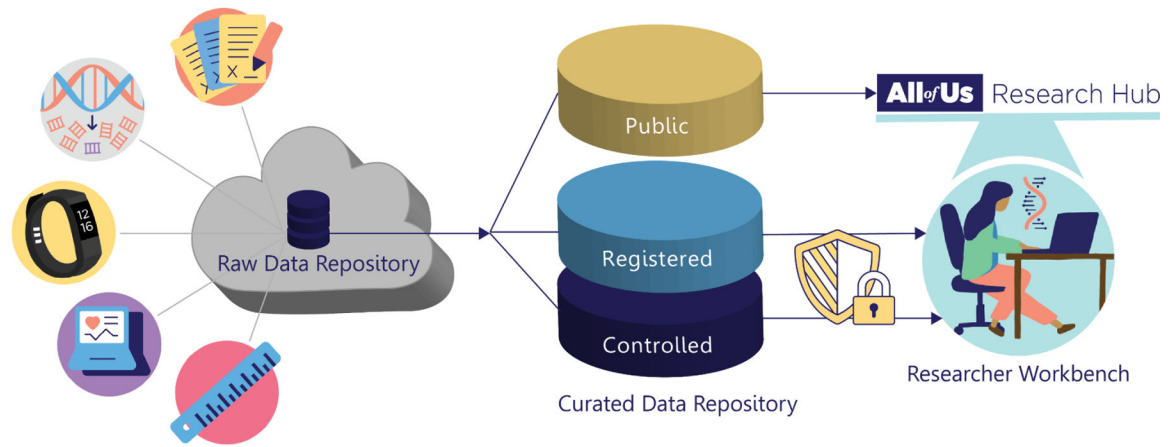 X
12
16
Raw Data Repository
Public
Registered
Controlled
Curated Data Repository
All of Us Research Hub
Researcher Workbench